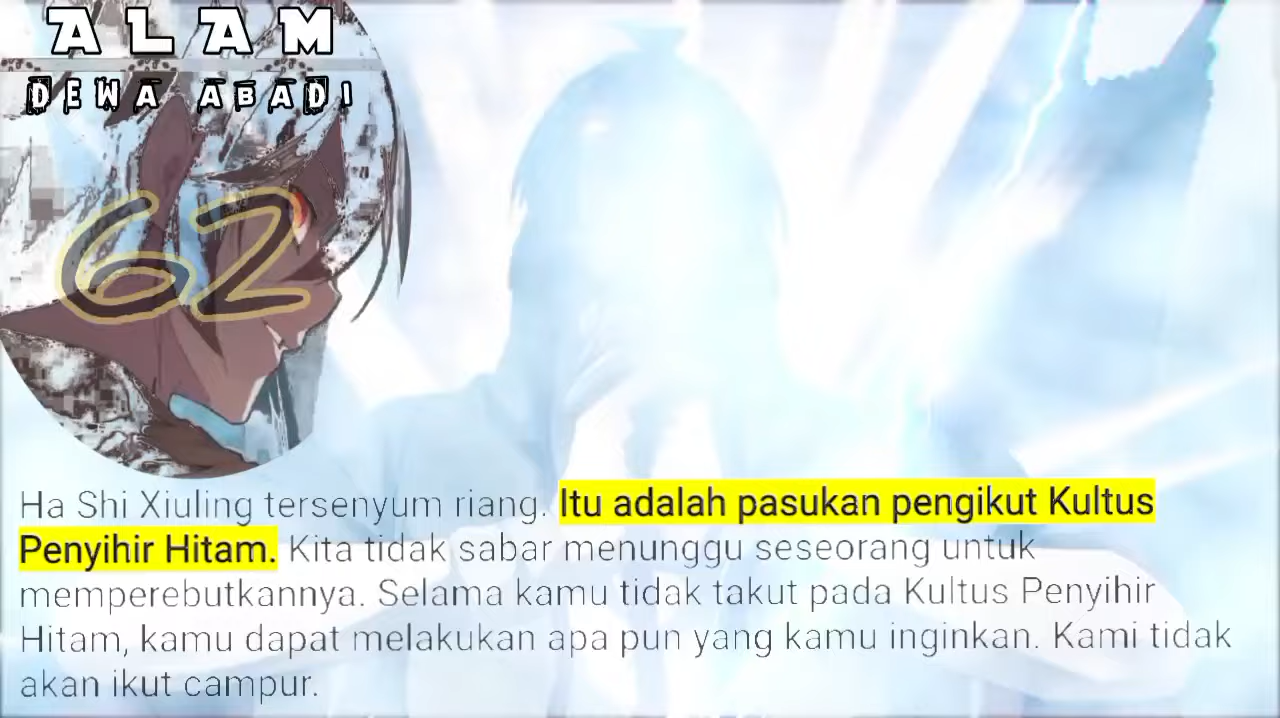 ALAM
DEWA ABADI
62
Ha Shi Xiuling tersenyum riang. Itu adalah pasukan pengikut Kultus
Penyihir Hitam. Kita tidak sabar menunggu seseorang untuk
memperebutkannya. Selama kamu tidak takut pada Kultus Penyihir
Hitam, kamu dapat melakukan apa pun yang kamu inginkan. Kami tidak
akan ikut campur.